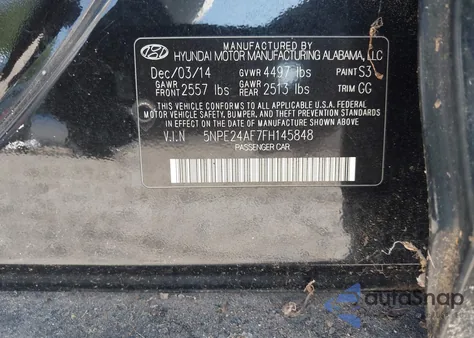 MANUFACTURED BY
HYUNDAI MOTOR MANUFACTURING ALABAMA, LLC
Dec/03/14 GVWR 4497 lbs PAINT S3
GAWR FRONT 2557 lbs GAWR REAR 2513 lbs TRIM GG
THIS VEHICLE CONFORMS TO ALL APPLICABLE U.S. FEDERAL
MOTOR VEHICLE SAFETY, BUMPER, AND THEFT PREVENTION
STANDARDS IN EFFECT ON THE DATE OF MANUFACTURE SHOWN ABOVE.
V.I.N 5NPE24AF7FH145848
PASSENGER CAR
autoSnap